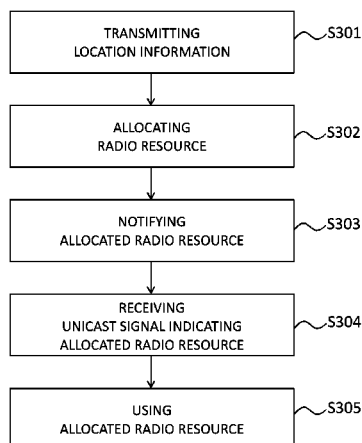 TRANSMITTING
LOCATION INFORMATION
S301
ALLOCATING
RADIO RESOURCE
S302
NOTIFYING
ALLOCATED RADIO RESOURCE
S303
RECEIVING
UNICAST SIGNAL INDICATING
ALLOCATED RADIO RESOURCE
S304
USING
ALLOCATED RADIO RESOURCE
S305